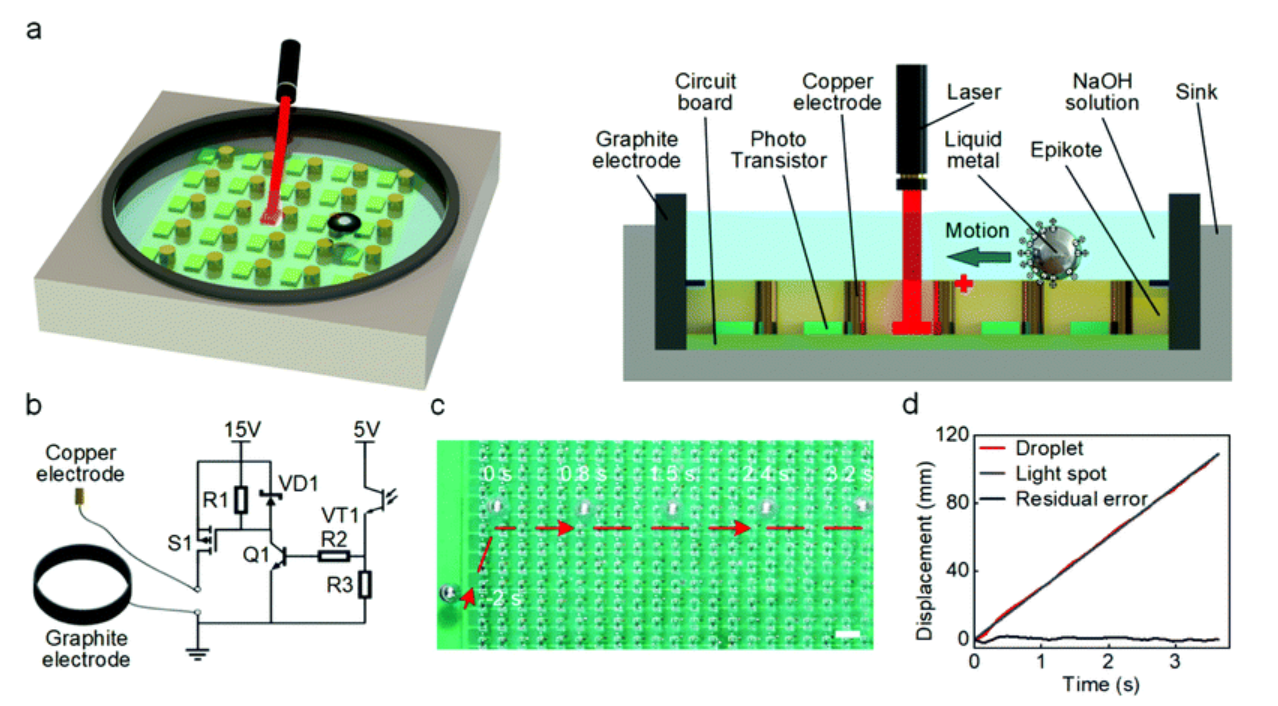 a
Circuit
board
Copper
electrode
Laser
NaOH
solution
Sink
Graphite
electrode
Photo
Transistor
Liquid
metal
Epikote
Motion
b
Copper
electrode
15V
5V
R1
VD1
VT1
S1
Q1
R2
R3
Graphite
electrode
c
0 s
0.8 s
1.5 s
2.4 s
3.2 s
-2 s
d
Displacement (mm)
120
80
40
0
Droplet
Light spot
Residual error
0
1
2
3
Time (s)